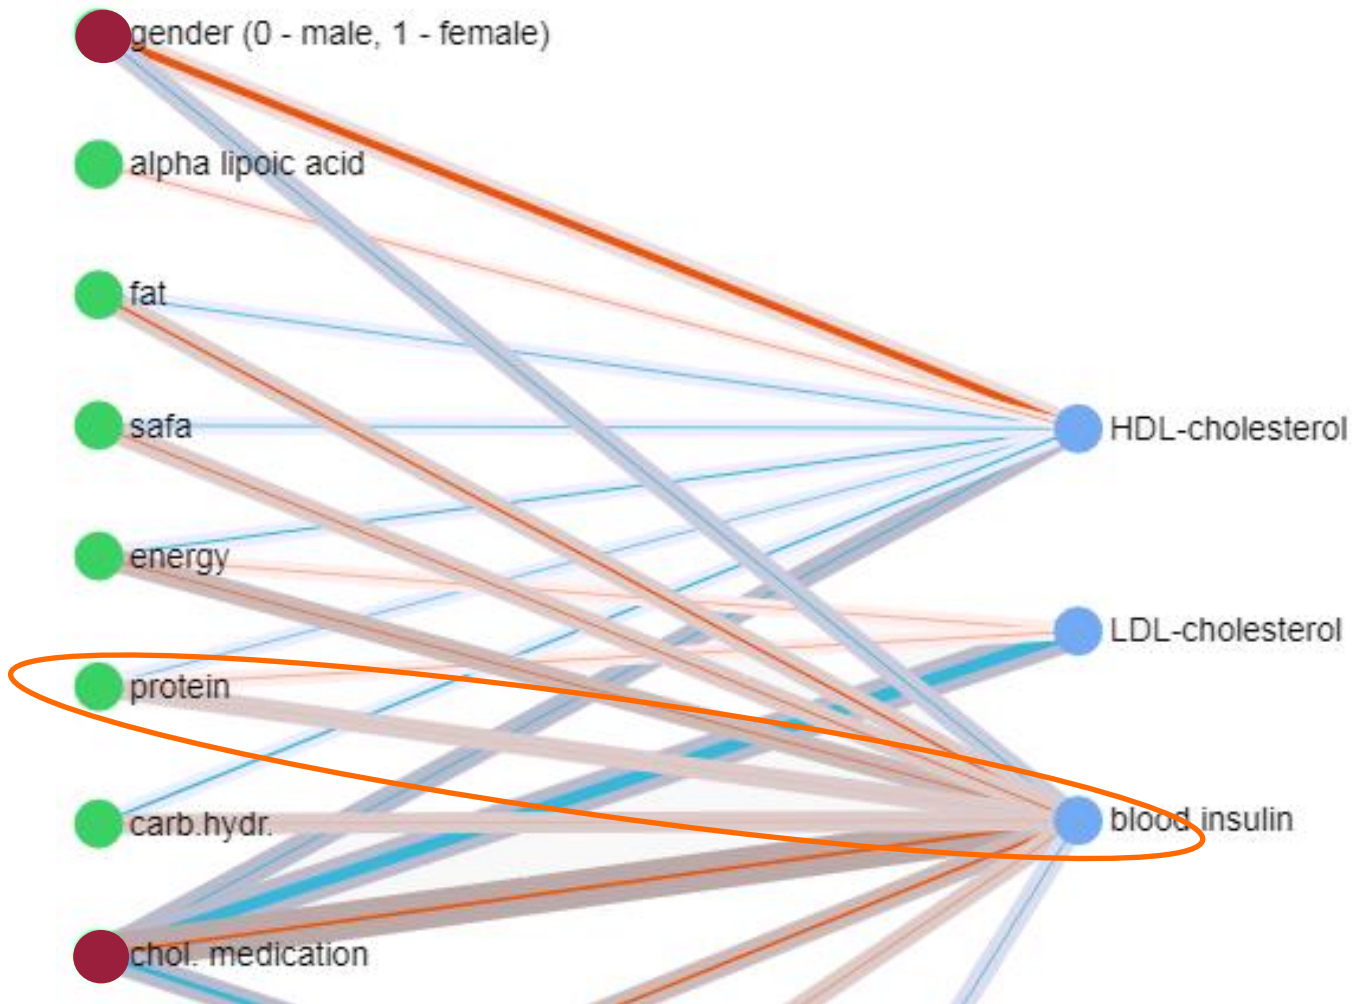 gender (0 - male, 1 - female)
alpha lipoic acid
fat
safa
HDL-cholesterol
energy
LDL-cholesterol
protein
carb.hydr.
blood insulin
chol. medication